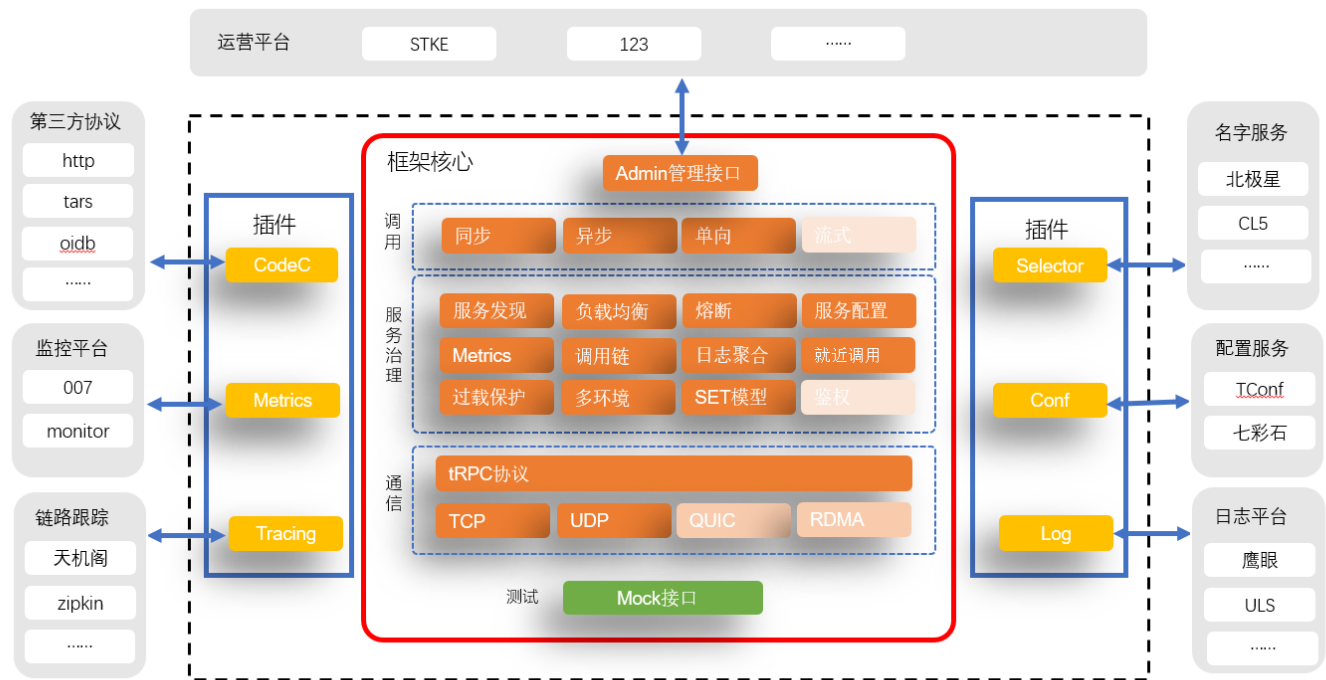 运营平台
STKE
123
……
第三方协议
http
tars
oidb
……
监控平台
007
monitor
链路跟踪
天机阁
zipkin
……
插件
CodeC
Metrics
Tracing
框架核心
Admin管理接口
调用
同步
异步
单向
流式
服务治理
服务发现
负载均衡
熔断
服务配置
Metrics
调用链
日志聚合
就近调用
过载保护
多环境
SET模型
鉴权
通信
tRPC协议
TCP
UDP
QUIC
RDMA
测试
Mock接口
插件
Selector
Conf
Log
名字服务
北极星
CL5
……
配置服务
TConf
七彩石
日志平台
鹰眼
ULS
……